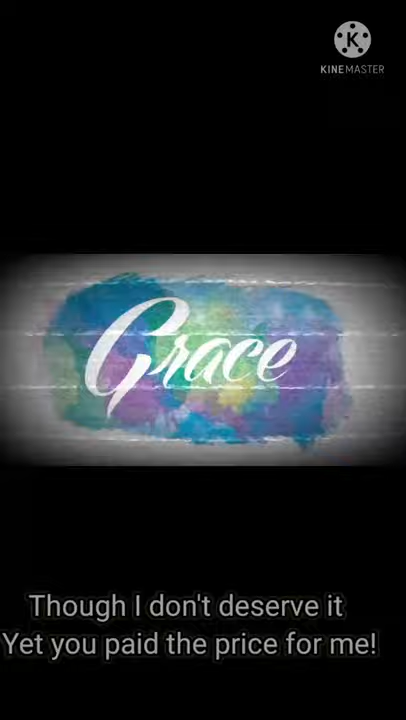 K
KINEMASTER
Grace
Though I don't deserve it
Yet you paid the price for me!